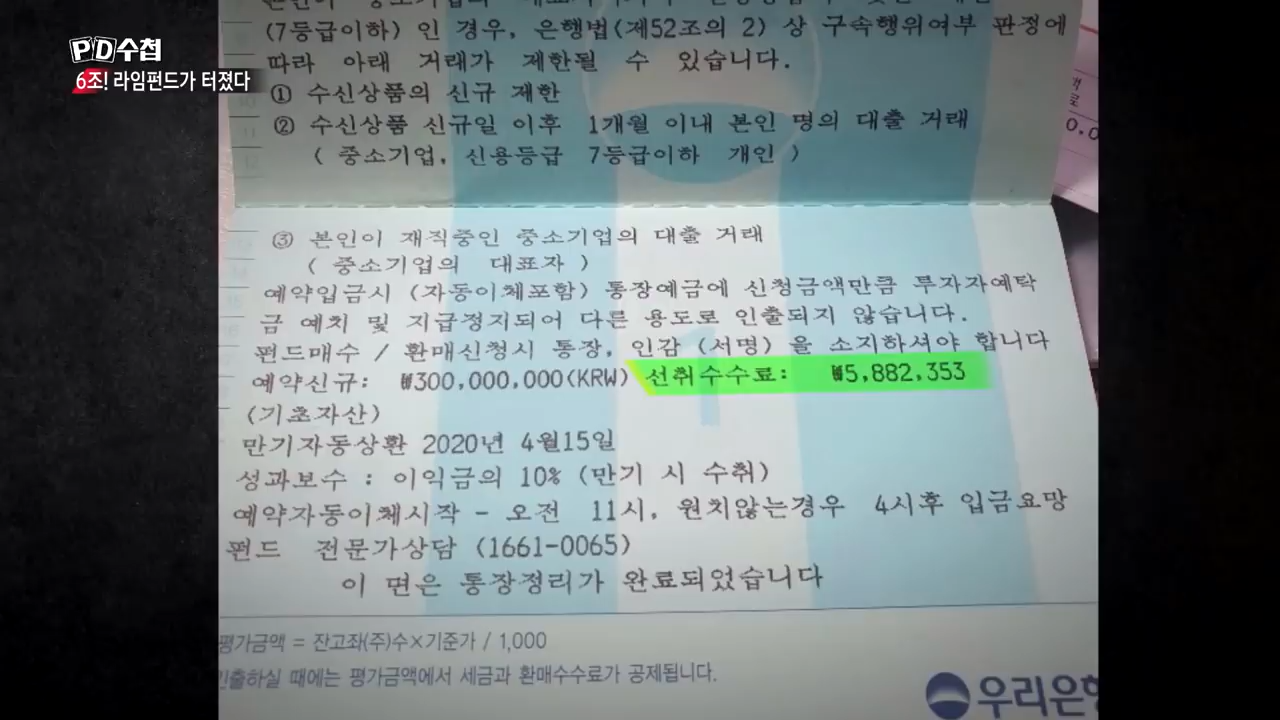 PD수첩
6조! 라임펀드가 터졌다
(7등급이하) 인 경우, 은행법(제52조의 2) 상 구속행위여부 판정에
따라 아래 거래가 제한될 수 있습니다.
① 수신상품의 신규 제한
② 수신상품 신규일 이후 1개월 이내 본인 명의 대출 거래
( 중소기업, 신용등급 7등급이하 개인 )
③ 본인이 재직중인 중소기업의 대출 거래
( 중소기업의 대표자 )
예약입금시 (자동이체포함) 통장예금에 신청금액만큼 투자자예탁
금 예치 및 지급정지되어 다른 용도로 인출되지 않습니다.
펀드매수 / 환매신청시 통장, 인감 (서명) 을 소지하셔야 합니다
예약신규: ₩300,000,000(KRW) 선취수수료: ₩5,882,353
(기초자산)
만기자동상환 2020년 4월15일
성과보수 : 이익금의 10% (만기 시 수취)
예약자동이체시작 - 오전 11시, 원치않는경우 4시후 입금요망
펀드 전문가상담 (1661-0065)
이 면은 통장정리가 완료되었습니다
평가금액 = 잔고좌(주)수×기준가 / 1,000
인출하실 때에는 평가금액에서 세금과 환매수수료가 공제됩니다.
우리은행